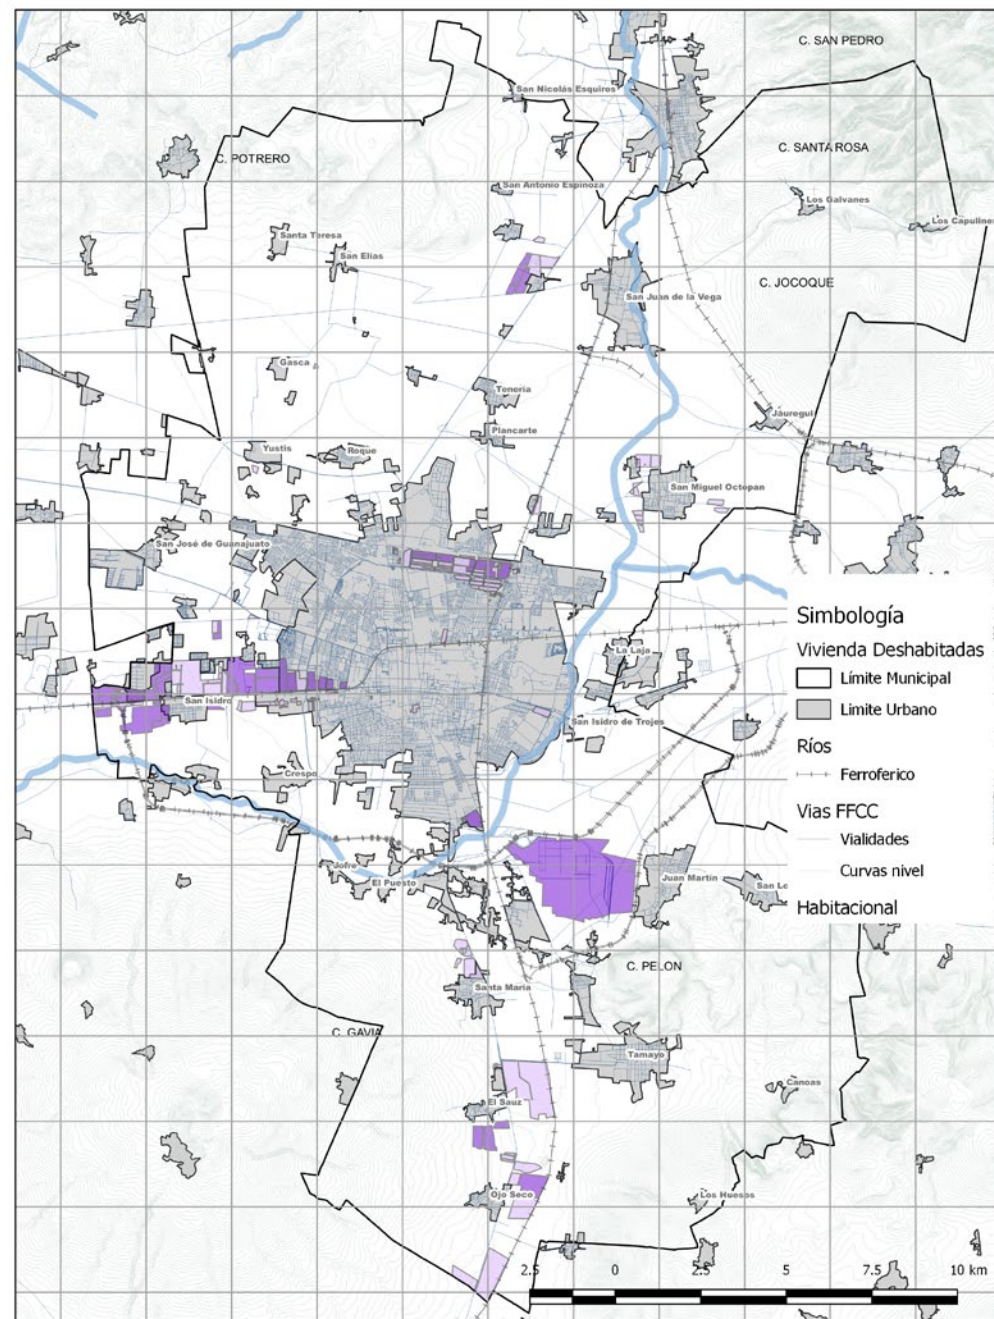 C. SAN PEDRO
San Nicolás Esquiros
C. SANTA ROSA
C. POTRERO
San Antonio Espinoza
Los Galvanes
Los Capulines
Santa Teresa
San Elias
C. JOCOQUE
San Juan de la Vega
Gasca
Teneria
Jáuregui
Plancarte
Yustis
Roque
San Miguel Octopan
San José de Guanajuato
Simbología
Vivienda Deshabitadas
Límite Municipal
Limite Urbano
Ríos
Ferroferico
Vias FFCC
Vialidades
Curvas nivel
Habitacional
La Laja
San Isidro
San Isidro de Trojes
Crespo
Jofre
El Puesto
Juan Martín
San Lo
C. PELON
Santa María
C. GAVIA
Tamayo
Canoas
El Sauz
Ojo Seco
Los Huesos
2.5 0 2.5 5 7.5 10 km